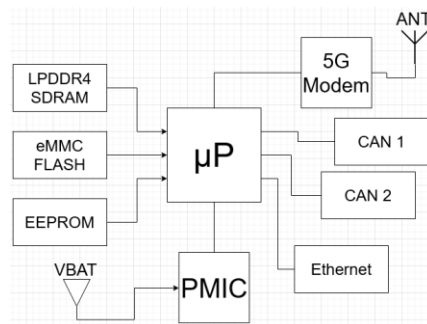 ANT
5G
Modem
LPDDR4
SDRAM
eMMC
FLASH
EEPROM
µP
CAN 1
CAN 2
Ethernet
VBAT
PMIC